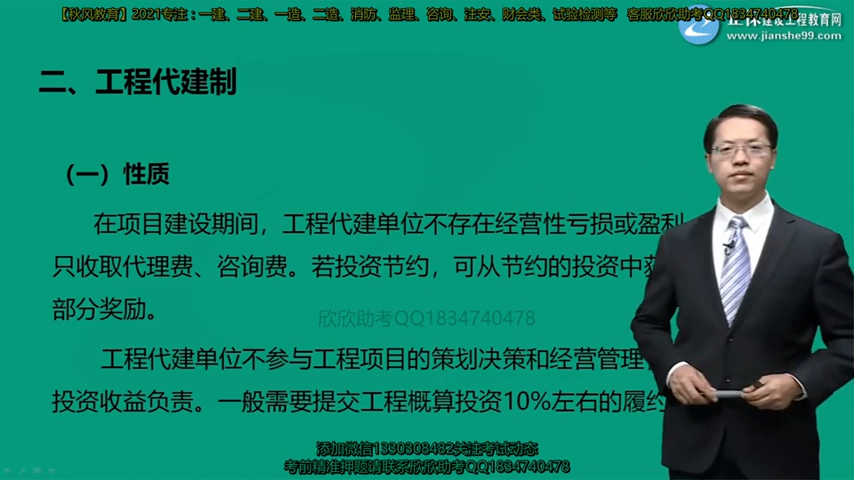 【秋风教育】2021专注：一建、二建、一造、二造、消防、监理、咨询、注安、财会类、试验检测等 客服欣欣助考QQ1834740478
建设工程教育网
www.jianshe99.com
二、工程代建制
（一）性质
在项目建设期间，工程代建单位不存在经营性亏损或盈利
只收取代理费、咨询费。若投资节约，可从节约的投资中
部分奖励。
欣欣助考QQ1834740478
工程代建单位不参与工程项目的策划决策和经营管理
投资收益负责。一般需要提交工程概算投资10%左右的履约
添加微信1330308482关注考试动态
考前精准押题请联系欣欣助考QQ1834740478